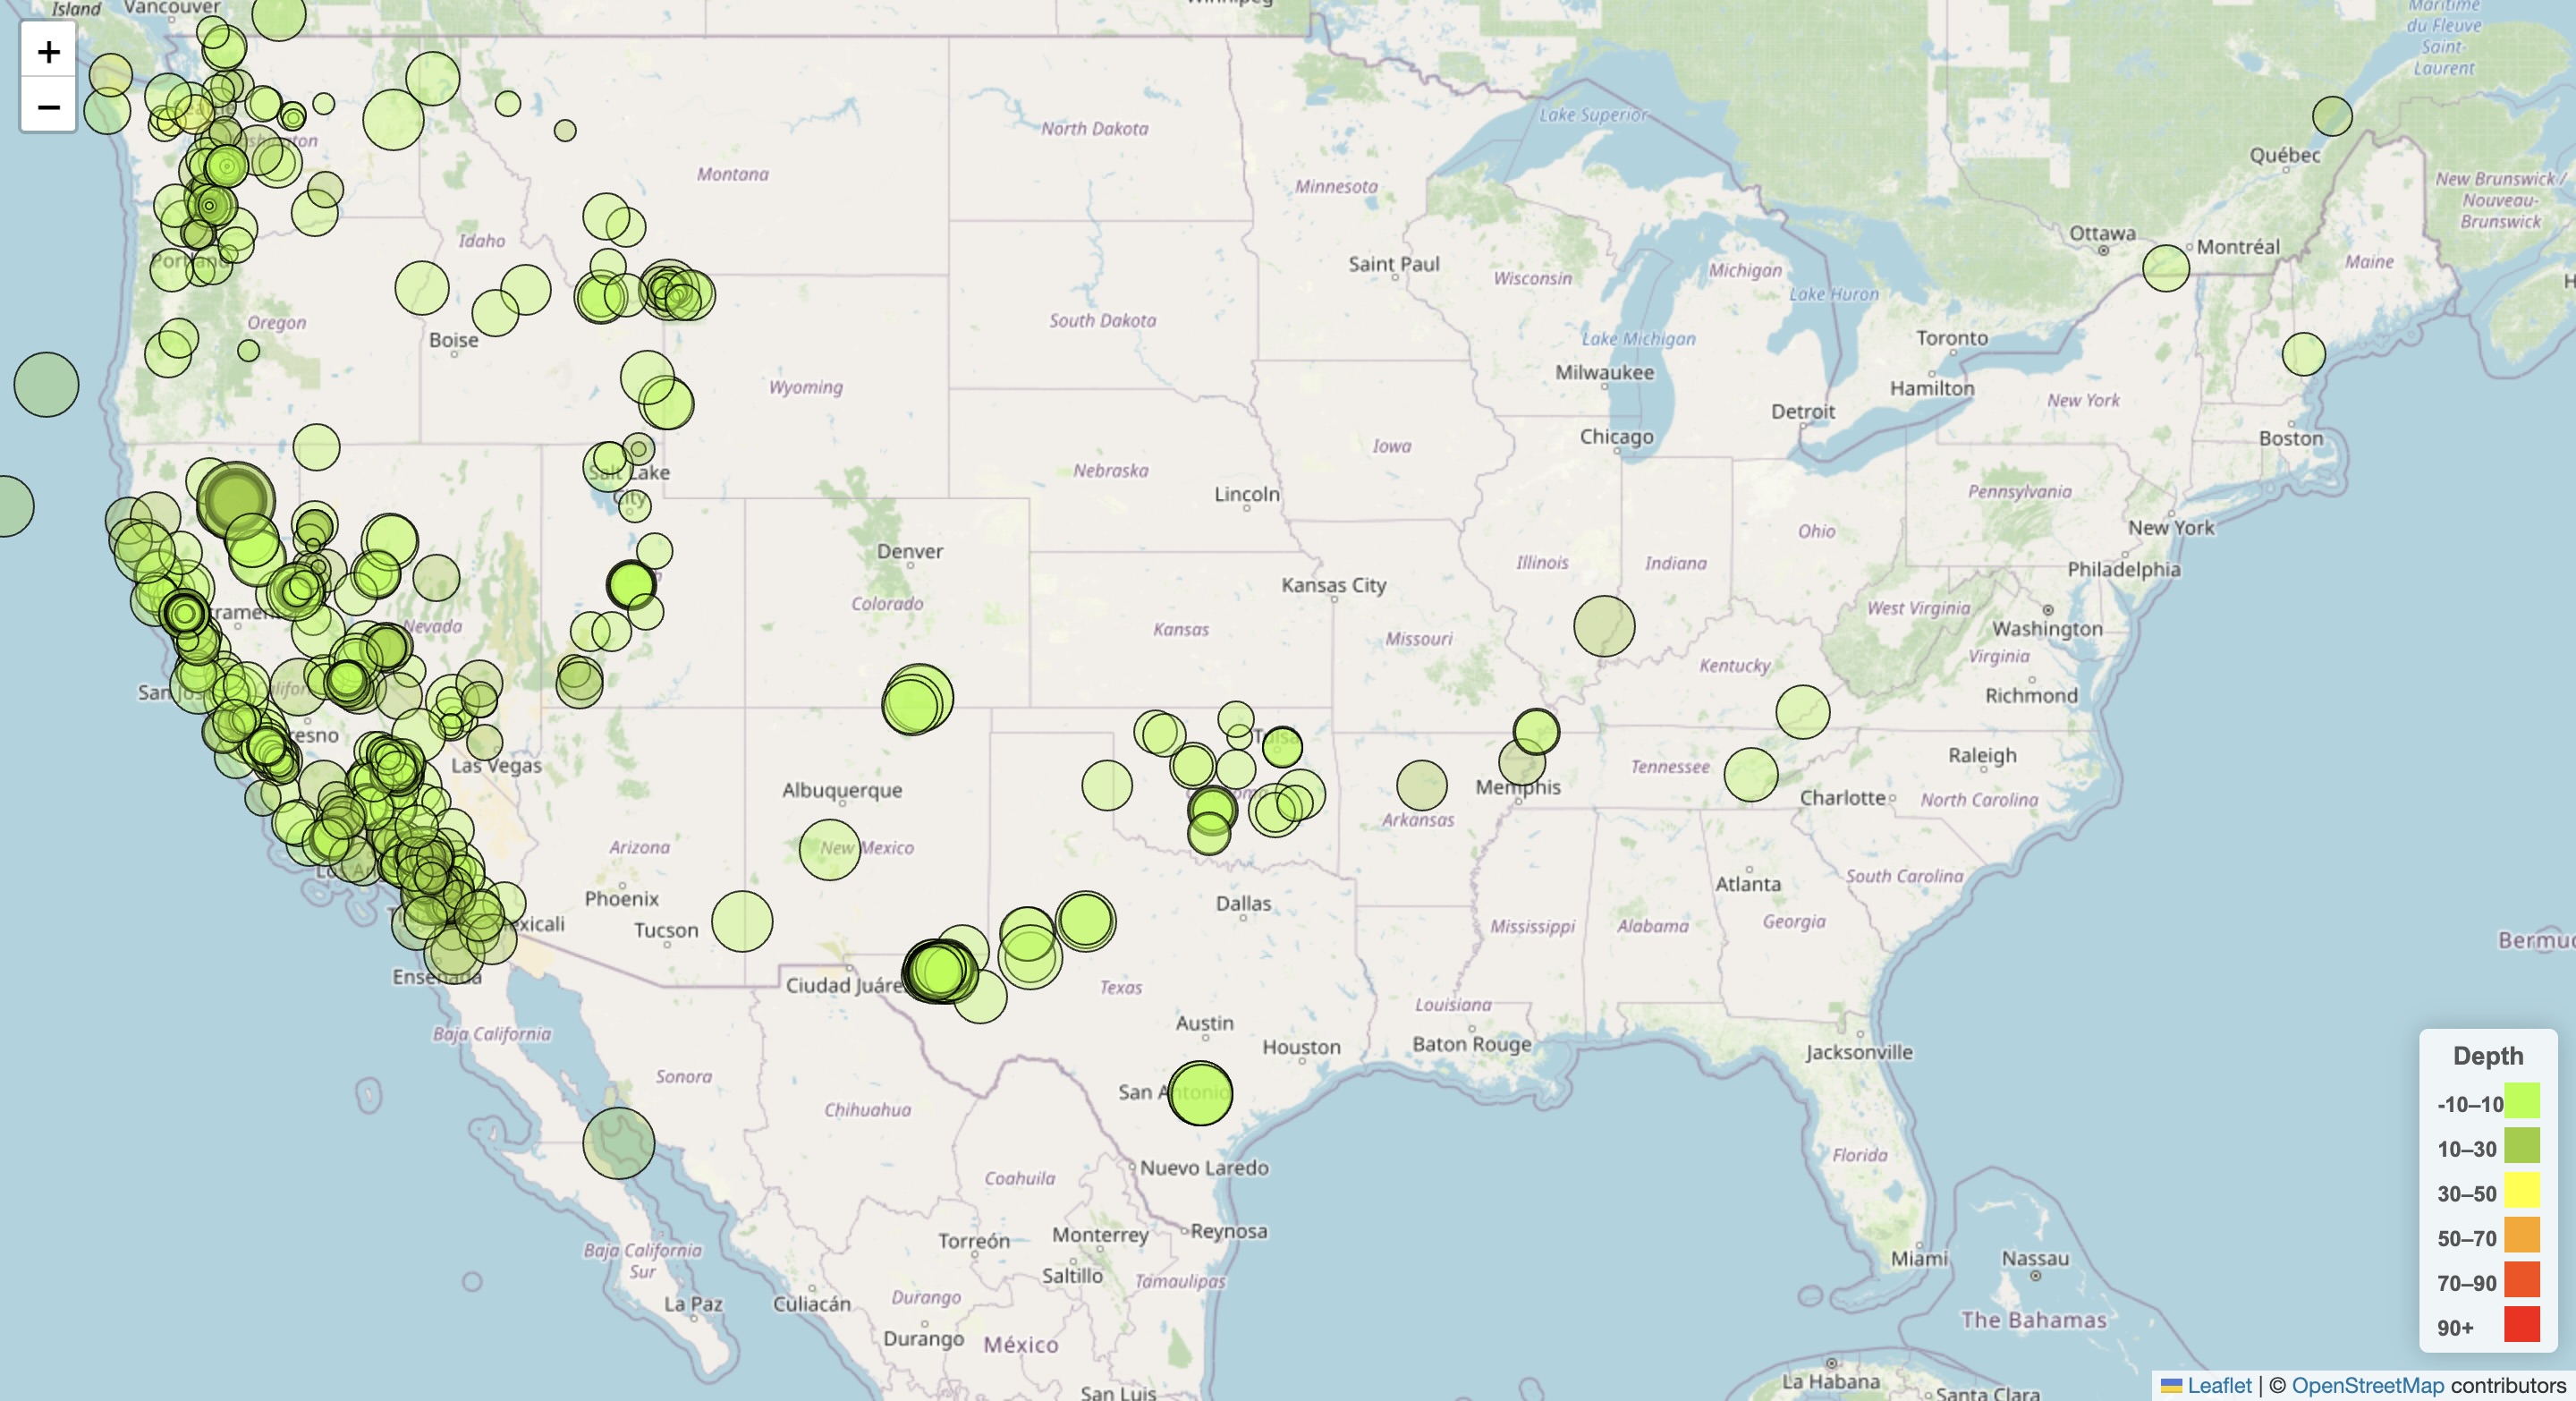 Island
Vancouver
Winnipeg
+
−
Maritime
du Fleuve
Saint-
Laurent
Lake Superior
North Dakota
Montana
Minnesota
Québec
New Brunswick /
Nouveau-
Brunswick
Idaho
Ottawa
Montréal
Portland
Saint Paul
Wisconsin
Michigan
Maine
Lake Huron
Oregon
South Dakota
Boise
Lake Michigan
Toronto
Milwaukee
Hamilton
Wyoming
New York
Detroit
Chicago
Boston
Iowa
Salt Lake
City
Nebraska
Lincoln
Pennsylvania
New York
Denver
Ohio
Illinois
Indiana
Philadelphia
Kansas City
Colorado
West Virginia
Nevada
Kansas
Missouri
Washington
Virginia
Kentucky
Richmond
San Jos
resno
Tulsa
Las Vegas
Raleigh
Tennessee
Albuquerque
Memphis
Charlotte
North Carolina
Arkansas
Arizona
New Mexico
Los An
Phoenix
Dallas
Atlanta
South Carolina
exicali
Tucson
Mississippi
Alabama
Georgia
Bermu
Ensenada
Ciudad Juáre
Texas
Louisiana
Austin
Baja California
Houston
Baton Rouge
Jacksonville
Sonora
San Antonio
Chihuahua
Florida
Nuevo Laredo
Coahuila
Reynosa
Monterrey
Torreón
Baja California
Sur
Saltillo
Tamaulipas
Miami
Nassau
La Paz
Culiacán
Durango
Durango
México
The Bahamas
La Habana
San Luis
Santa Clara
Depth
-10–10
10–30
30–50
50–70
70–90
90+
Leaflet | © OpenStreetMap contributors